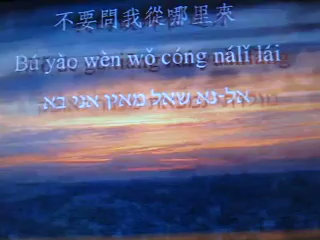 不要問我從哪里來
Bú yào wèn wǒ cóng nálǐ lái
אל-נא שאל מאין אני בא